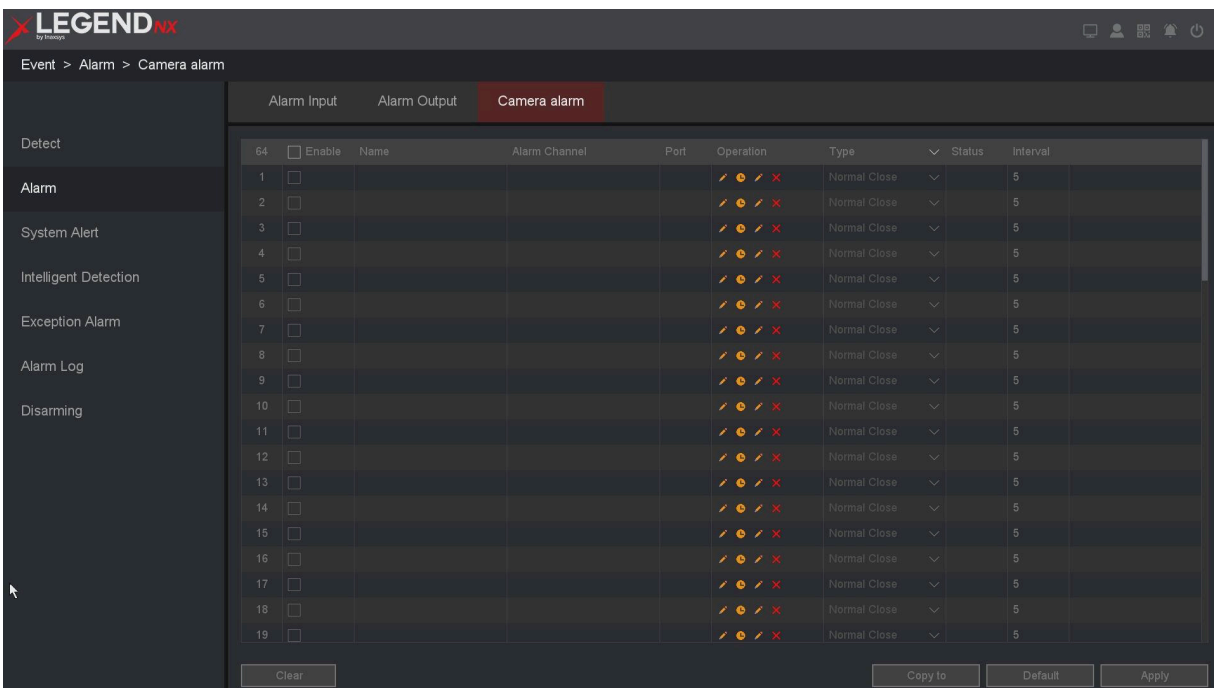 LEGEND NX
by Inaxsys
Event > Alarm > Camera alarm
Alarm Input Alarm Output Camera alarm
Detect
Alarm
System Alert
Intelligent Detection
Exception Alarm
Alarm Log
Disarming
64 Enable Name Alarm Channel Port Operation Type Status Interval
1 Normal Close 5
2 Normal Close 5
3 Normal Close 5
4 Normal Close 5
5 Normal Close 5
6 Normal Close 5
7 Normal Close 5
8 Normal Close 5
9 Normal Close 5
10 Normal Close 5
11 Normal Close 5
12 Normal Close 5
13 Normal Close 5
14 Normal Close 5
15 Normal Close 5
16 Normal Close 5
17 Normal Close 5
18 Normal Close 5
19 Normal Close 5
Clear Copy to Default Apply